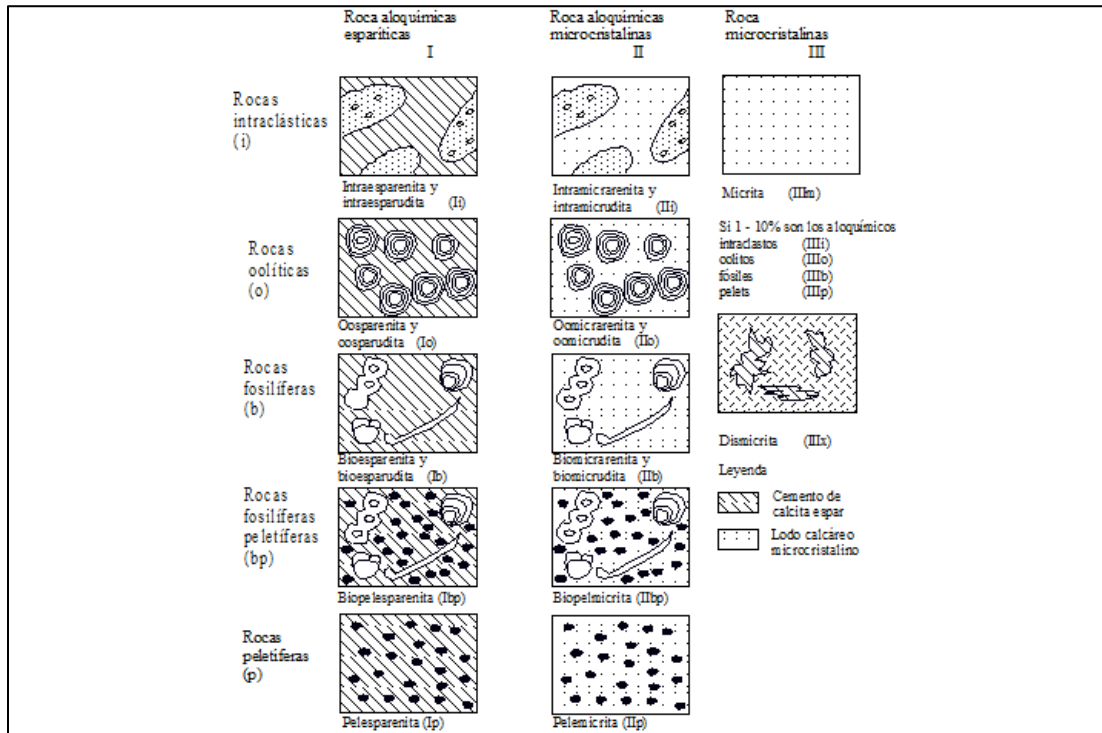 Roca aloquímicas
esparíticas
I
Roca aloquímicas
microcristalinas
II
Roca
microcristalinas
III
Rocas
intraclásticas
(i)
Intraesparenita y
intraesparudita (Ii)
Intramicrarenita y
intramicrudita (IIi)
Micrita (IIIm)
Si 1 - 10% son los aloquímicos
intraclastos (IIIi)
oolitos (IIIo)
fósiles (IIIb)
pelets (IIIp)
Rocas
oolíticas
(o)
Oosparenita y
oosparudita (Io)
Oomicrarenita y
oomicrudita (IIo)
Rocas
fosilíferas
(b)
Bioesparenita y
bioesparudita (Ib)
Biomicrarenita y
biomicrudita (IIb)
Dismicrita (IIIx)
Leyenda
Cemento de
calcita espar
Lodo calcáreo
microcristalino
Rocas
fosilíferas
peletíferas
(bp)
Biopelesparenita (Ibp)
Biopelmicrita (IIbp)
Rocas
peletíferas
(p)
Pelesparenita (Ip)
Pelemicrita (IIp)